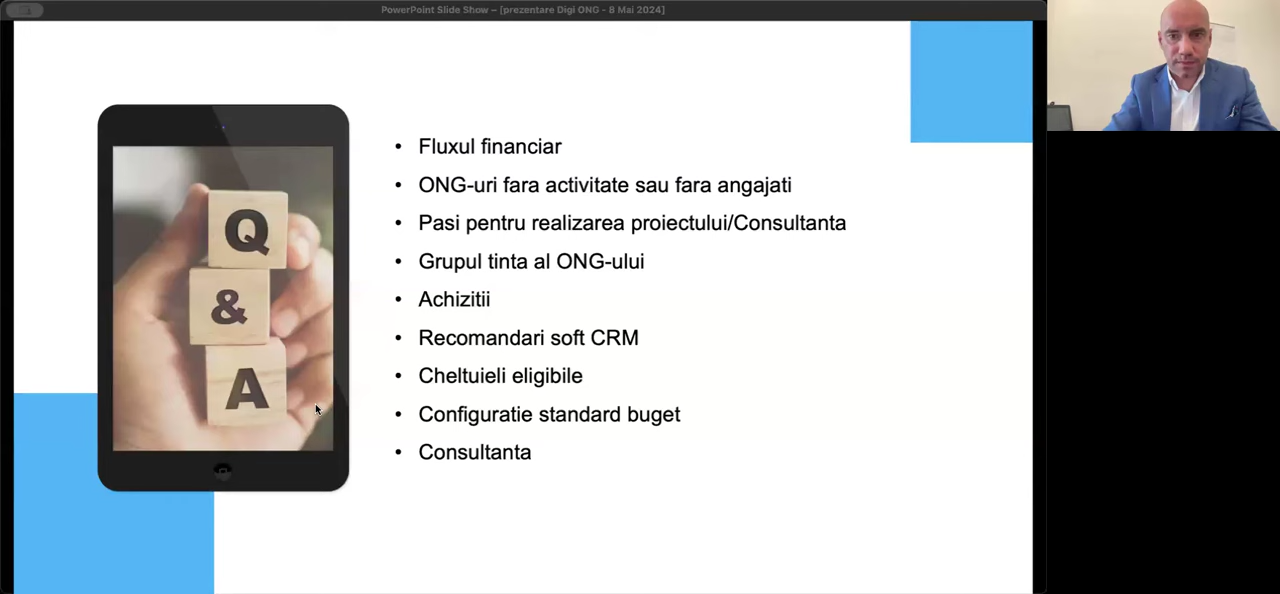 PowerPoint Slide Show – [prezentare Digi ONG - 8 Mai 2024]
Q
&
A
• Fluxul financiar
• ONG-uri fara activitate sau fara angajati
• Pasi pentru realizarea proiectului/Consultanta
• Grupul tinta al ONG-ului
• Achizitii
• Recomandari soft CRM
• Cheltuieli eligibile
• Configuratie standard buget
• Consultanta